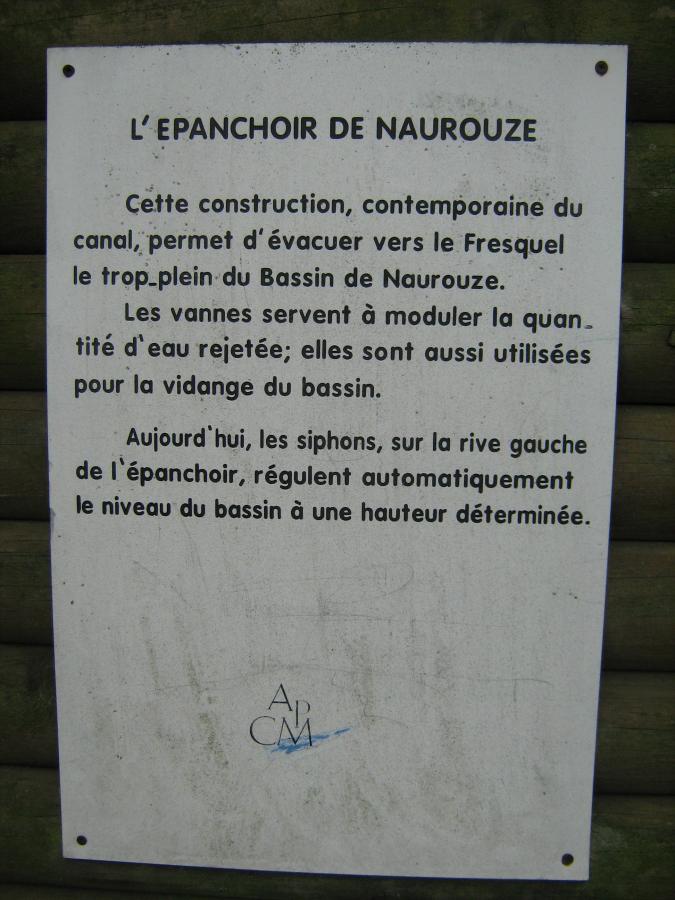 L'EPANCHOIR DE NAUROUZE
Cette construction, contemporaine du
canal, permet d'évacuer vers le Fresquel
le trop-plein du Bassin de Naurouze.
Les vannes servent à moduler la quan-
tité d'eau rejetée; elles sont aussi utilisées
pour la vidange du bassin.
Aujourd'hui, les siphons, sur la rive gauche
de l'épanchoir, régulent automatiquement
le niveau du bassin à une hauteur déterminée.
AP
CM